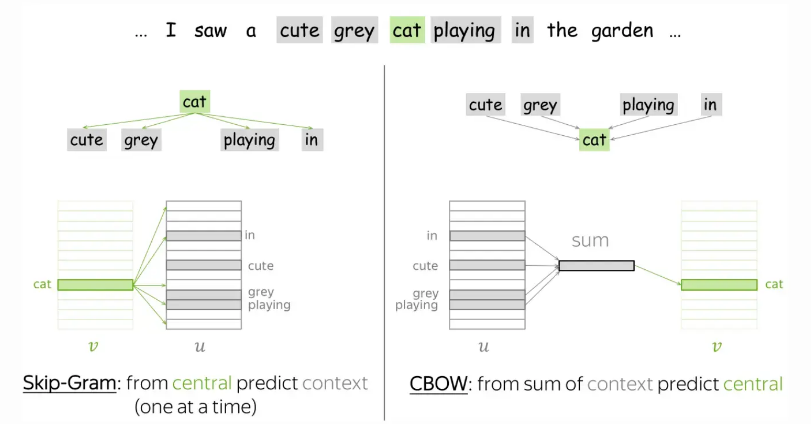 ... I saw a cute grey cat playing in the garden ...
cat
cute grey playing in
in
cute
grey
playing
cat
v
u
Skip-Gram: from central predict context
(one at a time)
cute grey playing in
cat
in
cute
grey
playing
sum
cat
u
v
CBOW: from sum of context predict central